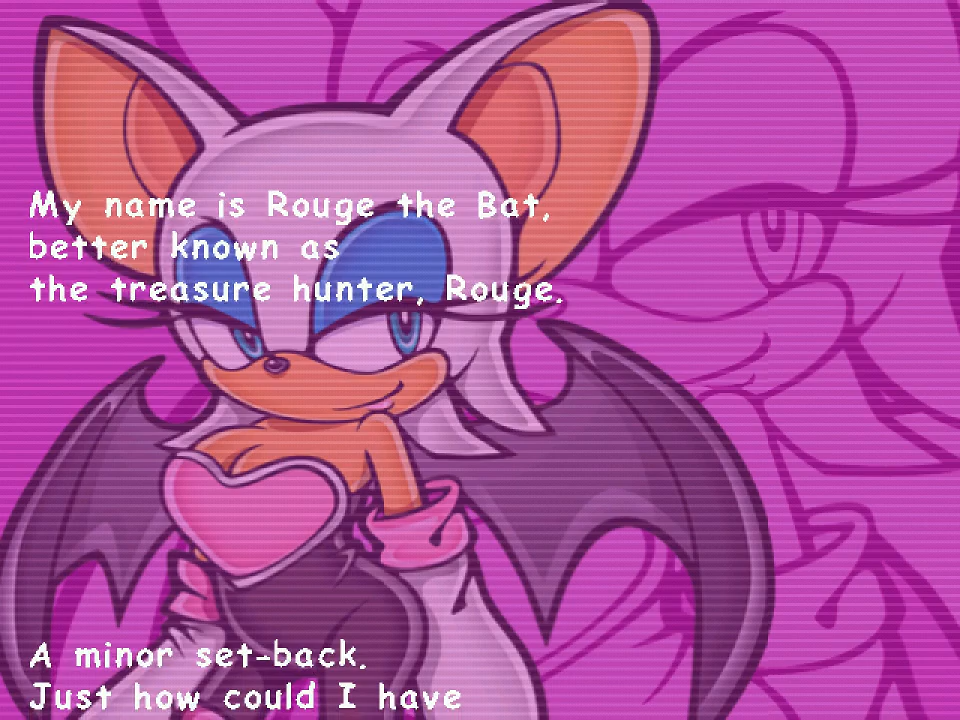 My name is Rouge the Bat,
better known as
the treasure hunter, Rouge.
A minor set-back.
Just how could I have